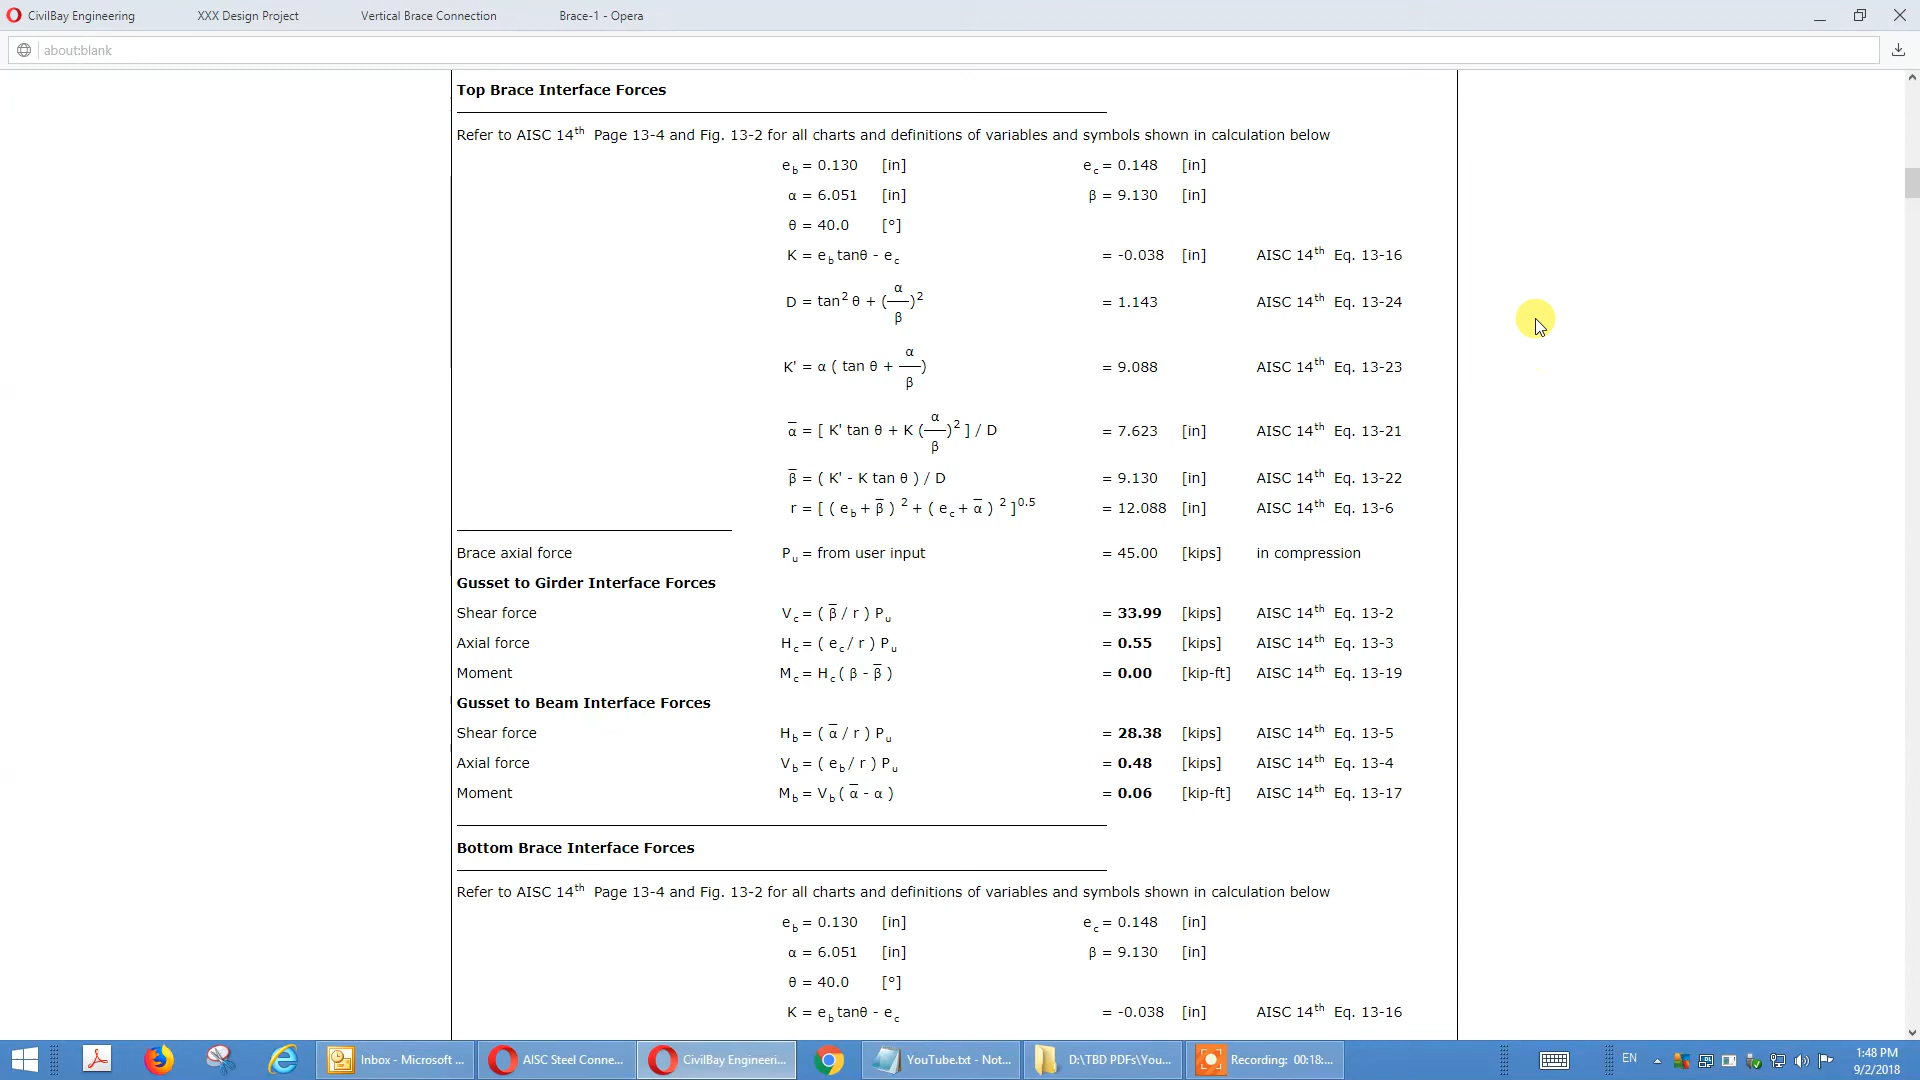 CivilBay Engineering XXX Design Project Vertical Brace Connection Brace-1 - Opera
about:blank
Top Brace Interface Forces
Refer to AISC 14th Page 13-4 and Fig. 13-2 for all charts and definitions of variables and symbols shown in calculation below
eb = 0.130 [in] ec = 0.148 [in]
α = 6.051 [in] β = 9.130 [in]
θ = 40.0 [°]
K = eb tanθ - ec = -0.038 [in] AISC 14th Eq. 13-16
D = tan2 θ + (α/β)2 = 1.143 AISC 14th Eq. 13-24
K' = α ( tan θ + α/β) = 9.088 AISC 14th Eq. 13-23
α̅ = [ K' tan θ + K (α/β)2 ] / D = 7.623 [in] AISC 14th Eq. 13-21
β̅ = ( K' - K tan θ ) / D = 9.130 [in] AISC 14th Eq. 13-22
r = [ ( eb + β̅ ) 2 + ( ec + α̅ ) 2 ]0.5 = 12.088 [in] AISC 14th Eq. 13-6
Brace axial force Pu = from user input = 45.00 [kips] in compression
Gusset to Girder Interface Forces
Shear force Vc = ( β̅ / r ) Pu = 33.99 [kips] AISC 14th Eq. 13-2
Axial force Hc = ( ec / r ) Pu = 0.55 [kips] AISC 14th Eq. 13-3
Moment Mc = Hc ( β - β̅ ) = 0.00 [kip-ft] AISC 14th Eq. 13-19
Gusset to Beam Interface Forces
Shear force Hb = ( α̅ / r ) Pu = 28.38 [kips] AISC 14th Eq. 13-5
Axial force Vb = ( eb / r ) Pu = 0.48 [kips] AISC 14th Eq. 13-4
Moment Mb = Vb ( α̅ - α ) = 0.06 [kip-ft] AISC 14th Eq. 13-17
Bottom Brace Interface Forces
Refer to AISC 14th Page 13-4 and Fig. 13-2 for all charts and definitions of variables and symbols shown in calculation below
eb = 0.130 [in] ec = 0.148 [in]
α = 6.051 [in] β = 9.130 [in]
θ = 40.0 [°]
K = eb tanθ - ec = -0.038 [in] AISC 14th Eq. 13-16
Inbox - Microsoft ... AISC Steel Conne... CivilBay Engineeri... YouTube.txt - Not... D:\TBD PDFs\You... Recording: 00:18:... EN 1:48 PM
9/2/2018